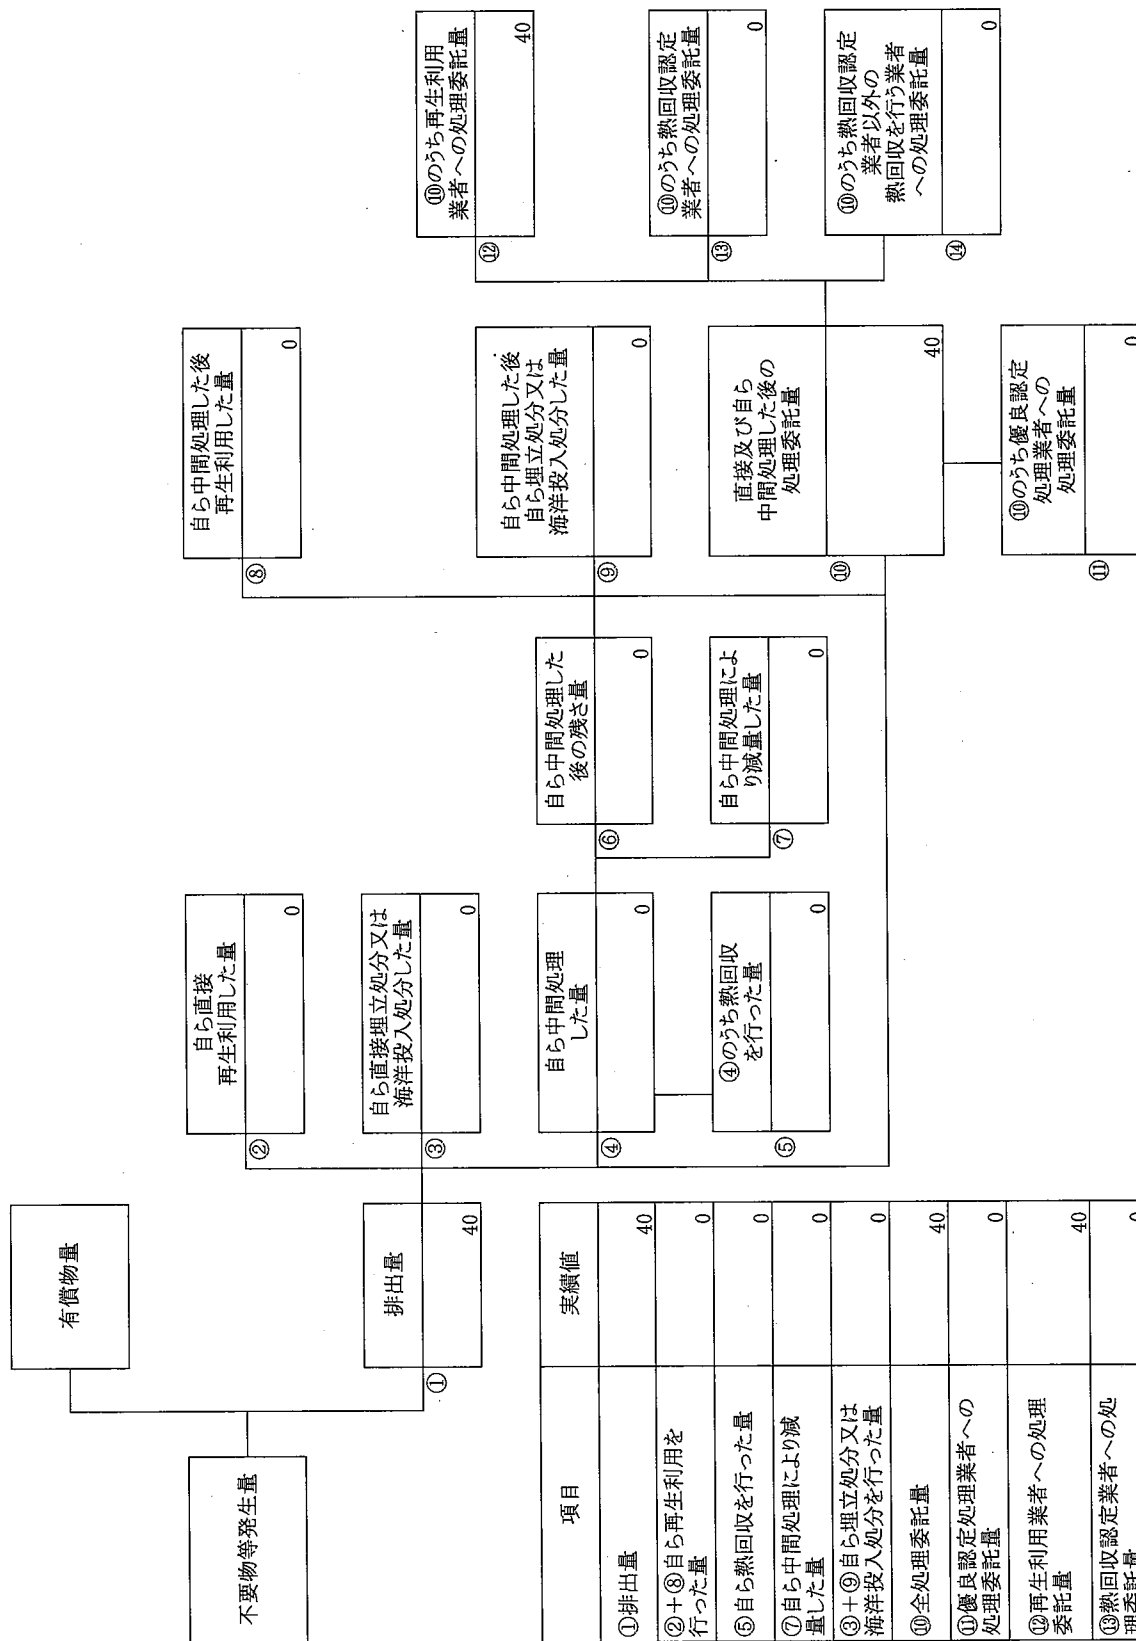 不要物等発生量
有償物量
①
排出量
40
②
自ら直接
再生利用した量
0
③
自ら直接埋立処分又は
海洋投入処分した量
0
④
自ら中間処理
した量
0
⑤
④のうち熱回収
を行った量
0
⑥
自ら中間処理した
後の残さ量
0
⑦
自ら中間処理によ
り減量した量
0
⑧
自ら中間処理した後
再生利用した量
0
⑨
自ら中間処理した後
自ら埋立処分又は
海洋投入処分した量
0
⑩
直接及び自ら
中間処理した後の
処理委託量
40
⑪
⑩のうち優良認定
処理業者への
処理委託量
0
⑫
⑩のうち再生利用
業者への処理委託量
40
⑬
⑩のうち熱回収認定
業者への処理委託量
0
⑭
⑩のうち熱回収認定
業者以外の
熱回収を行う業者
への処理委託量
0
項目
実績値
①排出量
40
②+⑧自ら再生利用を
行った量
0
⑤自ら熱回収を行った量
0
⑦自ら中間処理により減
量した量
0
③+⑨自ら埋立処分又は
海洋投入処分を行った量
0
⑩全処理委託量
40
⑪優良認定処理業者への
処理委託量
0
⑫再生利用業者への処理
委託量
40
⑬熱回収認定業者への処
理委託量
0